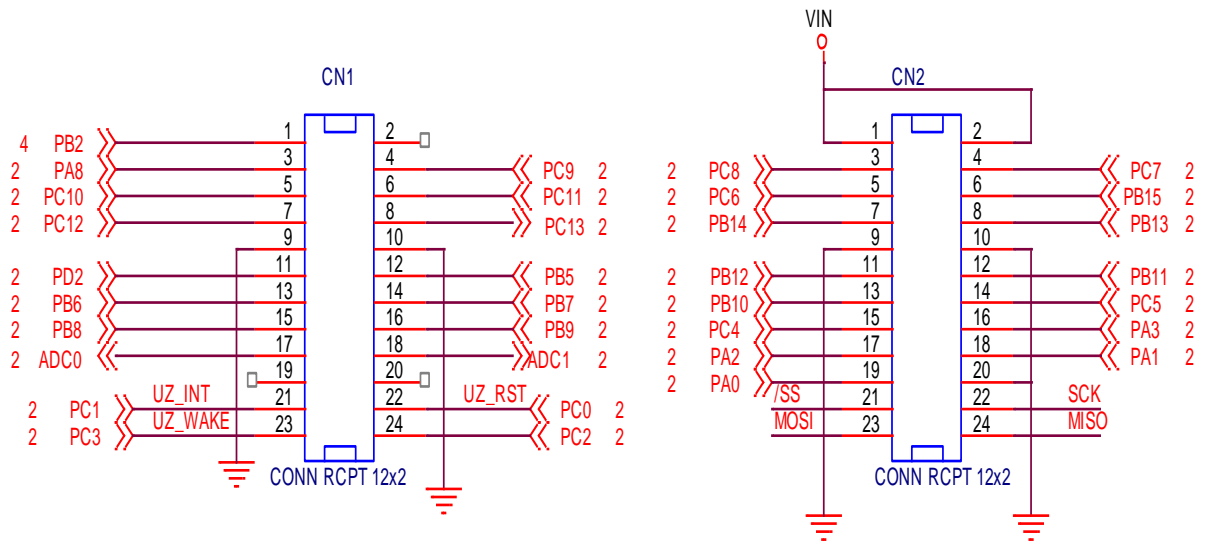 VIN
CN1 CN2
1 2 1 2
4 PB2
3 4 3 4
2 PA8 PC9 2 2 PC8 PC7 2
5 6 5 6
2 PC10 PC11 2 2 PC6 PB15 2
7 8 7 8
2 PC12 PC13 2 2 PB14 PB13 2
9 10 9 10
11 12 11 12
2 PD2 PB5 2 2 PB12 PB11 2
13 14 13 14
2 PB6 PB7 2 2 PB10 PC5 2
15 16 15 16
2 PB8 PB9 2 2 PC4 PA3 2
17 18 17 18
2 ADC0 ADC1 2 2 PA2 PA1 2
19 20 19 20
2 PA0
UZ_INT UZ_RST /SS SCK
21 22 21 22
2 PC1 PC0 2
UZ_WAKE MOSI MISO
23 24 23 24
2 PC3 PC2 2
CONN RCPT 12x2 CONN RCPT 12x2